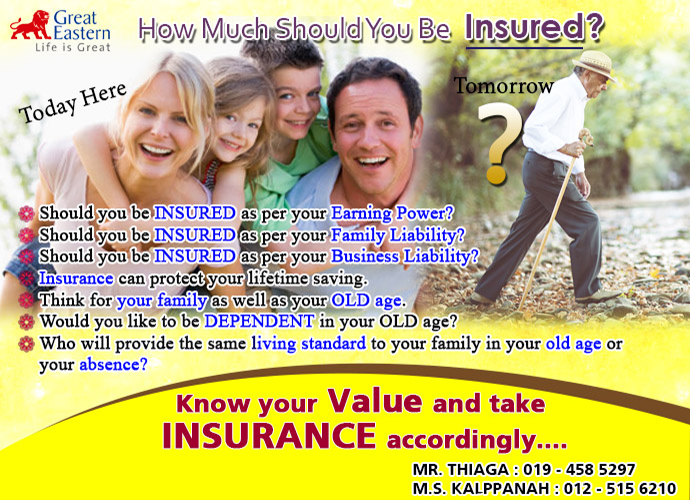 Great
Eastern
Life is Great
How Much Should You Be Insured?
Today Here
Tomorrow
?
Should you be INSURED as per your Earning Power?
Should you be INSURED as per your Family Liability?
Should you be INSURED as per your Business Liability?
Insurance can protect your lifetime saving.
Think for your family as well as your OLD age.
Would you like to be DEPENDENT in your OLD age?
Who will provide the same living standard to your family in your old age or
your absence?
Know your Value and take
INSURANCE accordingly....
MR. THIAGA : 019 - 458 5297
M.S. KALPPANAH : 012 - 515 6210